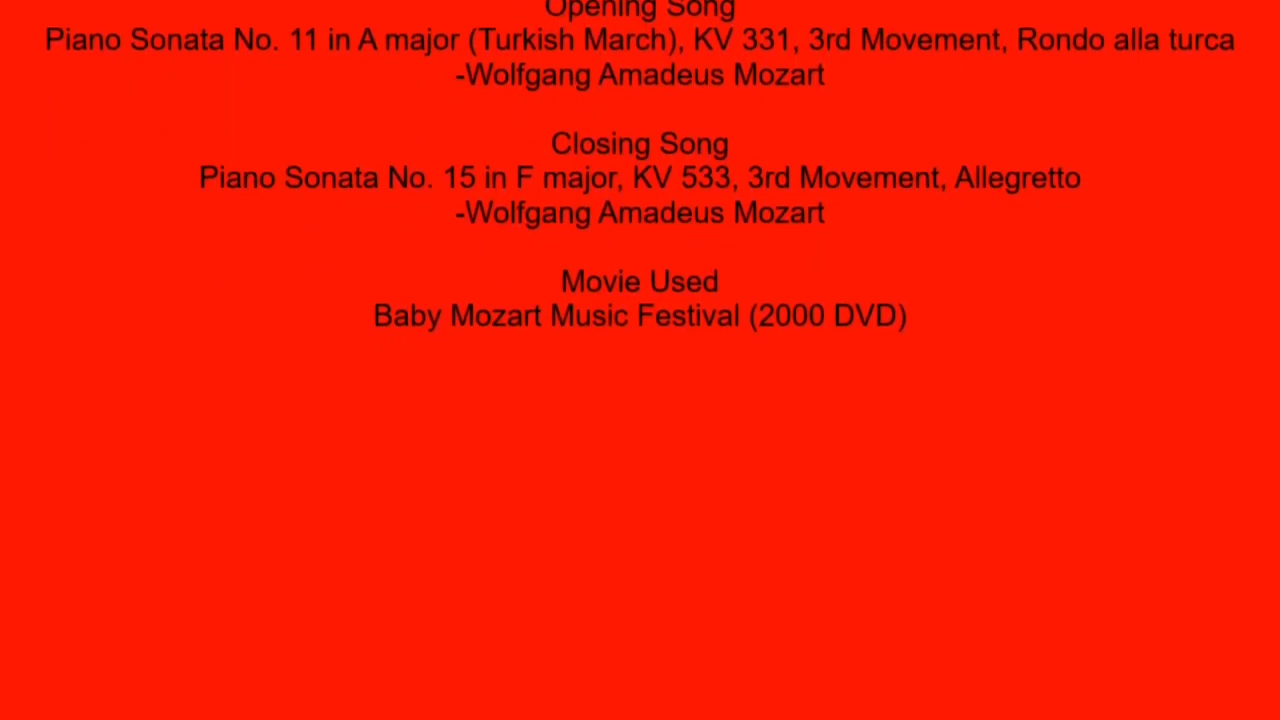 Opening Song
Piano Sonata No. 11 in A major (Turkish March), KV 331, 3rd Movement, Rondo alla turca
-Wolfgang Amadeus Mozart
Closing Song
Piano Sonata No. 15 in F major, KV 533, 3rd Movement, Allegretto
-Wolfgang Amadeus Mozart
Movie Used
Baby Mozart Music Festival (2000 DVD)